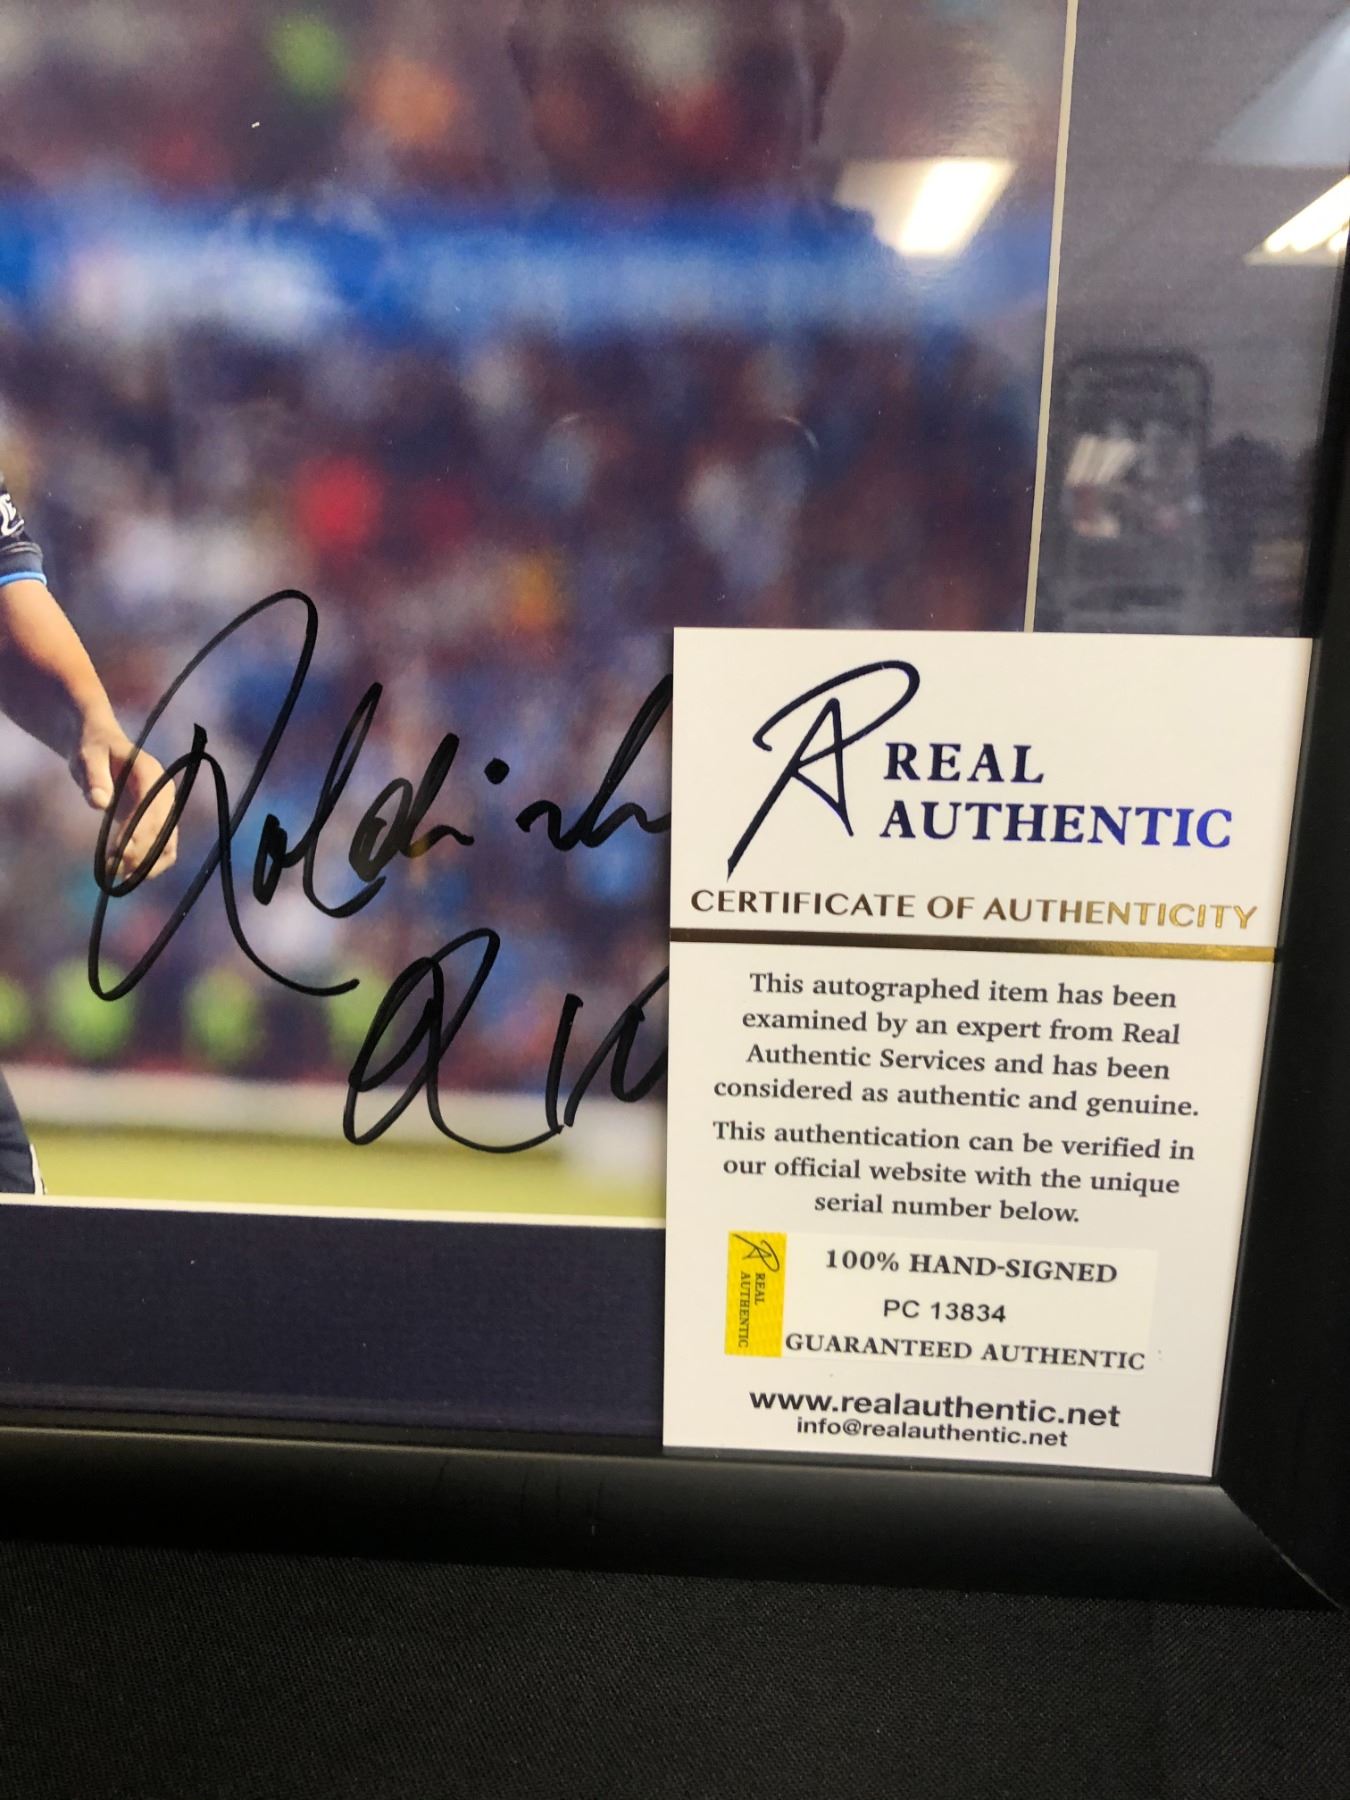 REAL
AUTHENTIC
CERTIFICATE OF AUTHENTICITY
This autographed item has been
examined by an expert from Real
Authentic Services and has been
considered as authentic and genuine.
This authentication can be verified in
our official website with the unique
serial number below.
REAL
AUTHENTIC
100% HAND-SIGNED
PC 13834
GUARANTEED AUTHENTIC
www.realauthentic.net
info@realauthentic.net